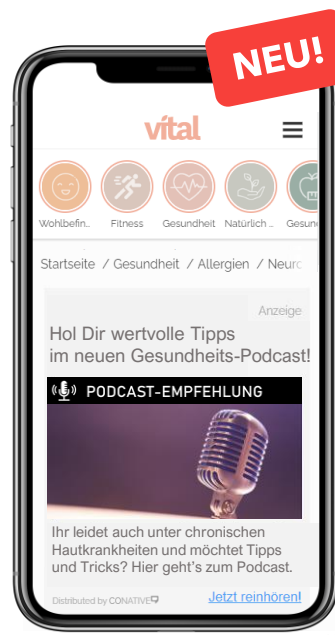 NEU!
vital
Wohlbefin..
Fitness
Gesundheit
Natürlich ..
Gesun
Startseite / Gesundheit / Allergien / Neuro
Anzeige
Hol Dir wertvolle Tipps
im neuen Gesundheits-Podcast!
PODCAST-EMPFEHLUNG
Ihr leidet auch unter chronischen
Hautkrankheiten und möchtet Tipps
und Tricks? Hier geht's zum Podcast.
Distributed by CONATIVE
Jetzt reinhören!